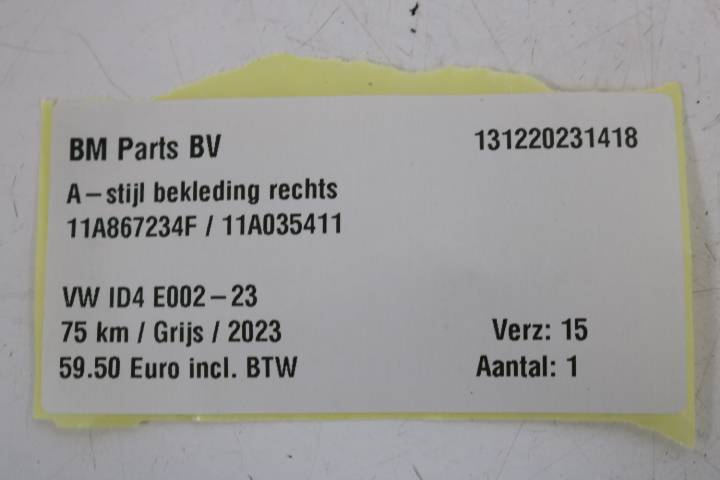 BM Parts BV 131220231418
A-stijl bekleding rechts
11A867234F / 11A035411
VW ID4 E002-23
75 km / Grijs / 2023 Verz: 15
59.50 Euro incl. BTW Aantal: 1